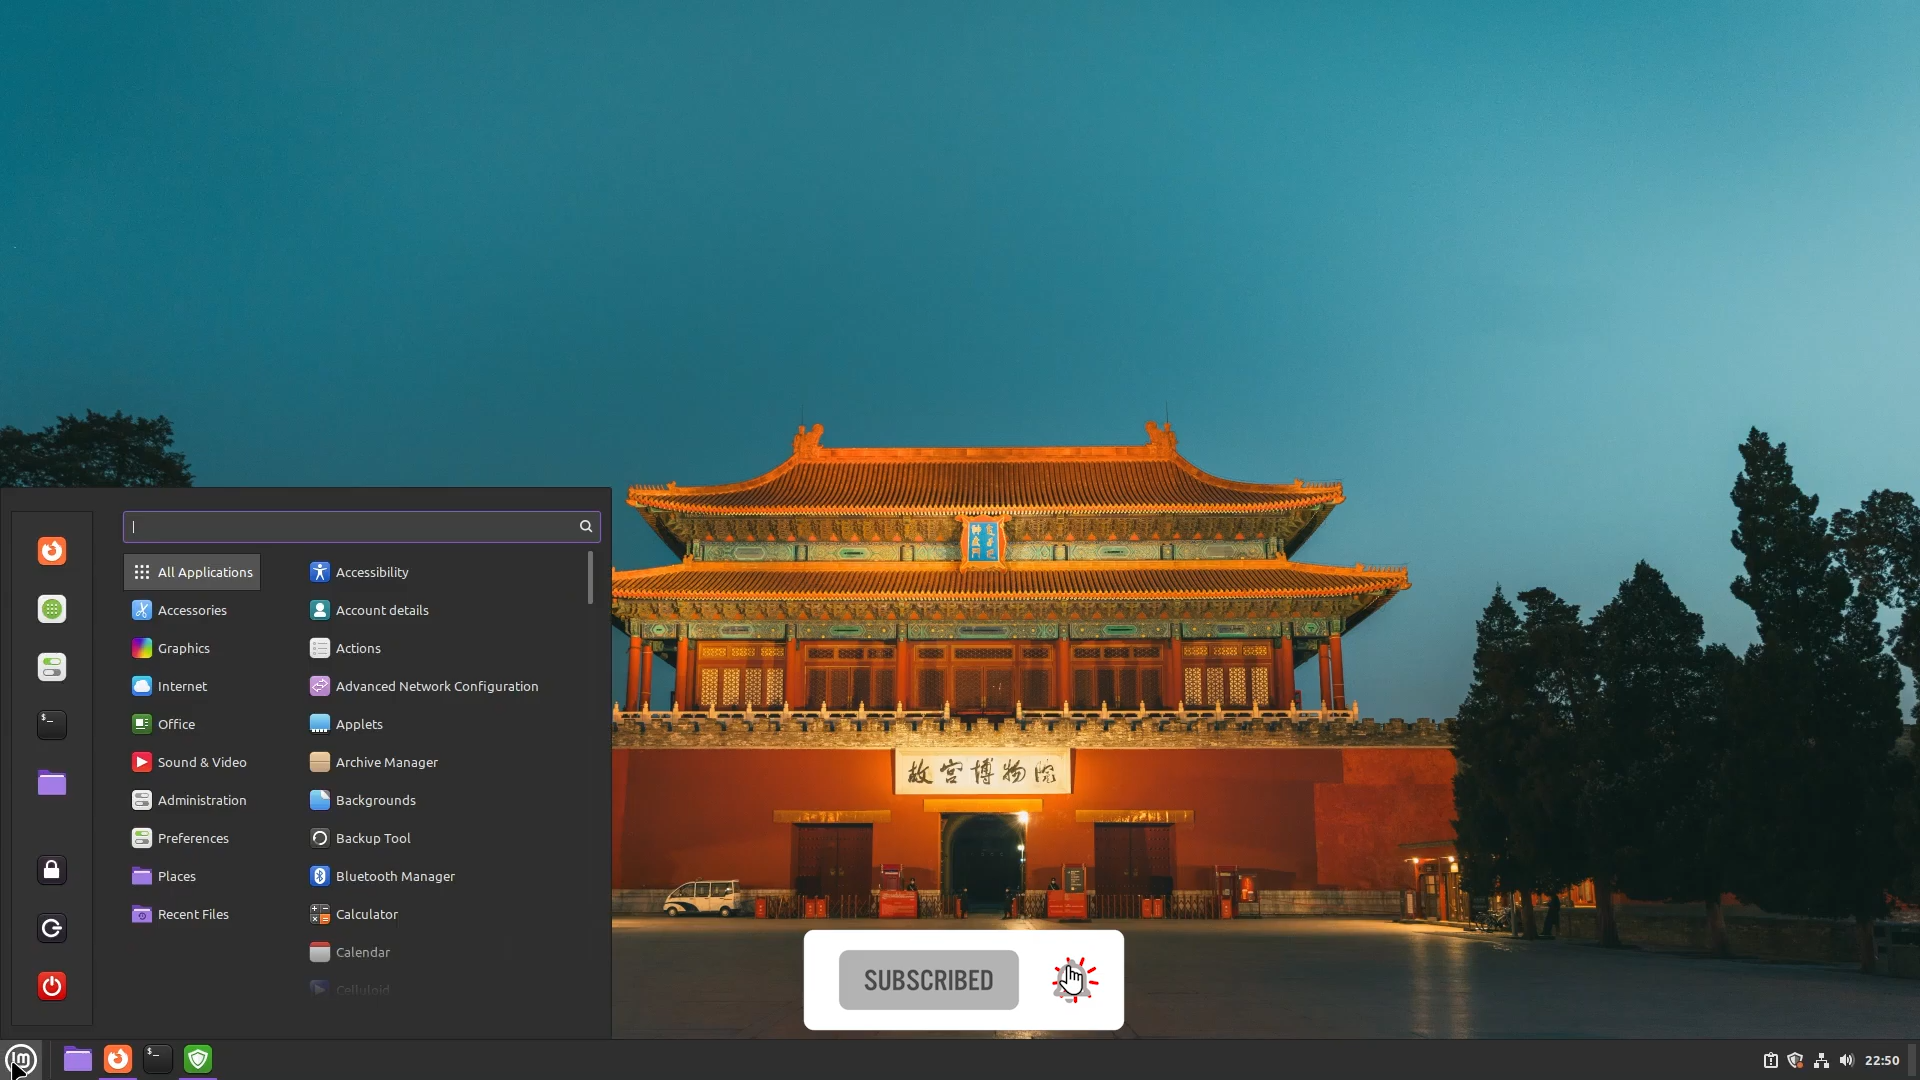 故宫博物院
All Applications
Accessories
Graphics
Internet
Office
Sound & Video
Administration
Preferences
Places
Recent Files
Accessibility
Account details
Actions
Advanced Network Configuration
Applets
Archive Manager
Backgrounds
Backup Tool
Bluetooth Manager
Calculator
Calendar
Celluloid
SUBSCRIBED
22:50